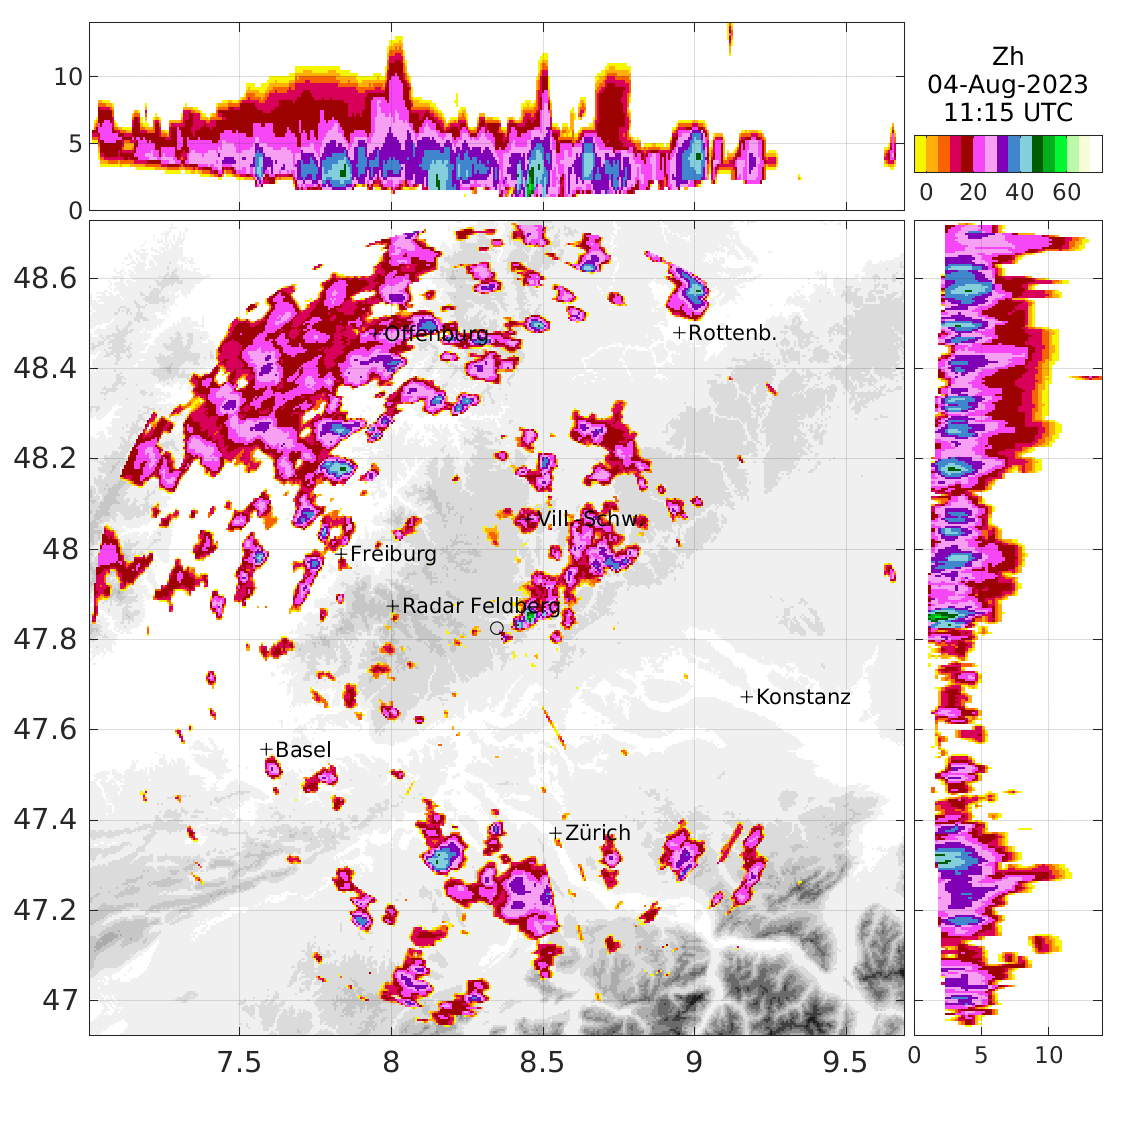 10
5
0
Zh
04-Aug-2023
11:15 UTC
0 20 40 60
48.6
48.4
48.2
48
47.8
47.6
47.4
47.2
47
Offenburg
Rottenb.
Vill.-Schw.
Freiburg
Radar Feldberg
Konstanz
Basel
Zürich
7.5 8 8.5 9 9.5
0 5 10